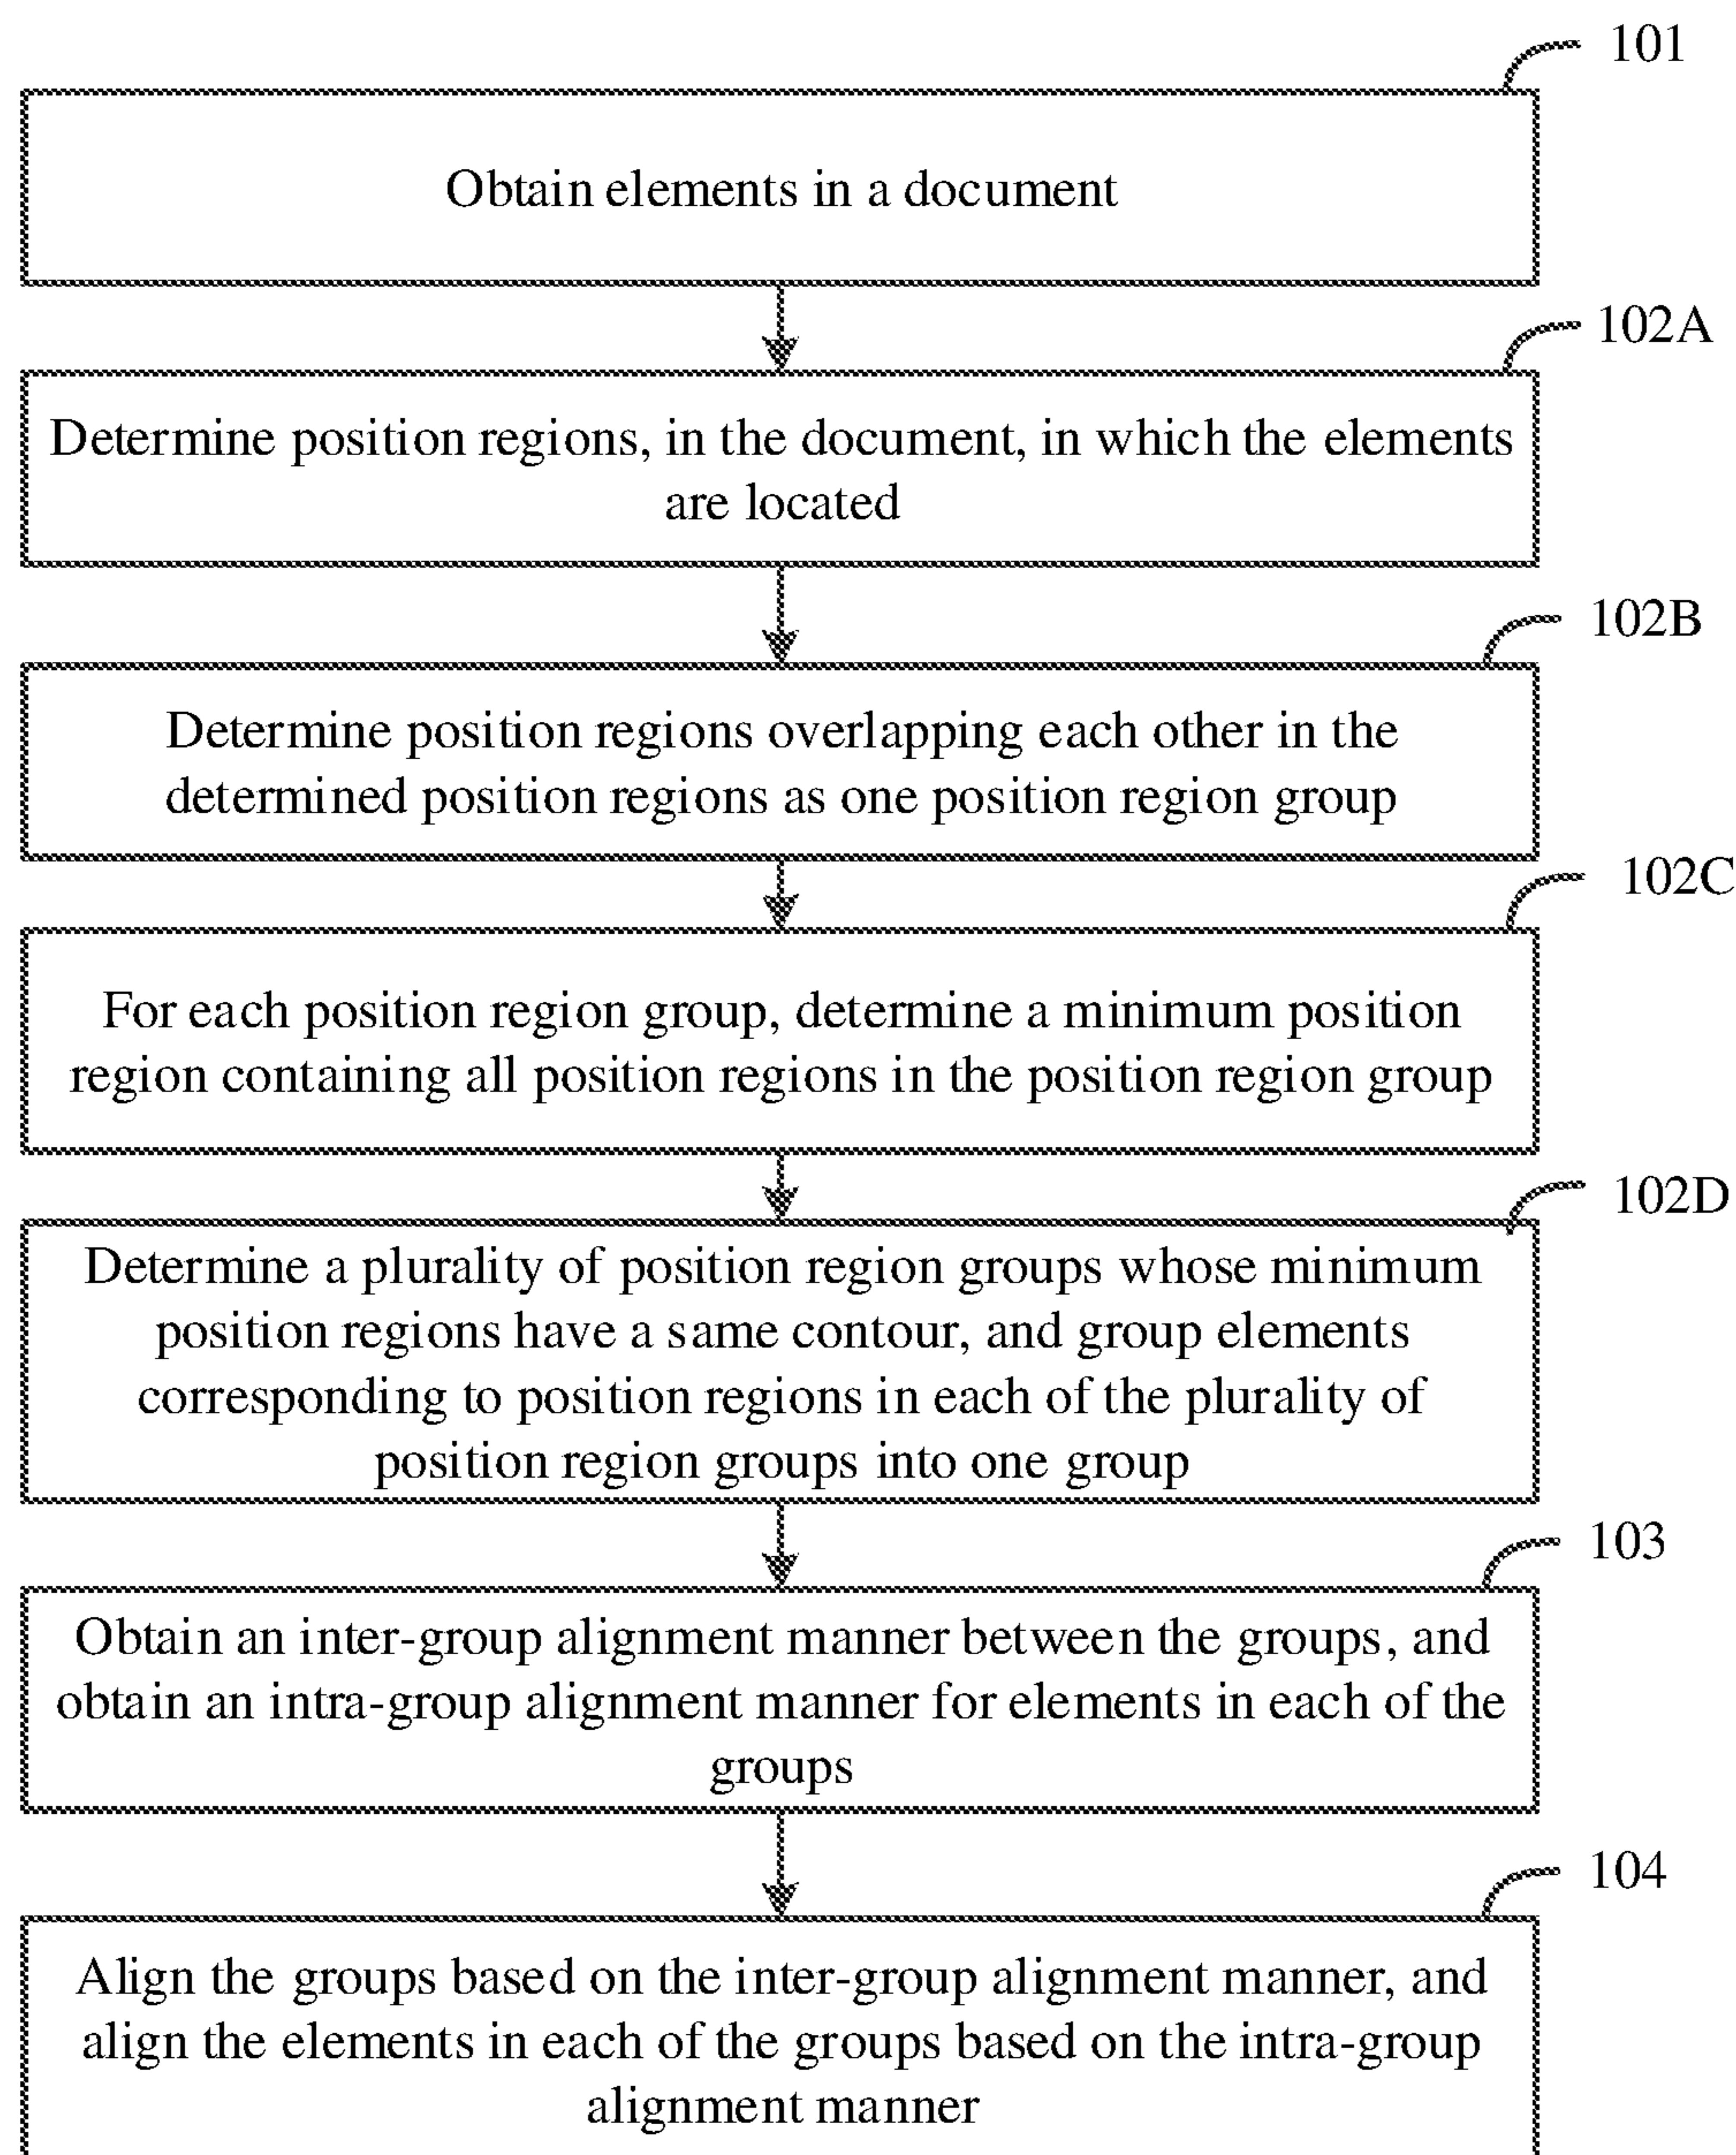 101
Obtain elements in a document
102A
Determine position regions, in the document, in which the elements
are located
102B
Determine position regions overlapping each other in the
determined position regions as one position region group
102C
For each position region group, determine a minimum position
region containing all position regions in the position region group
102D
Determine a plurality of position region groups whose minimum
position regions have a same contour, and group elements
corresponding to position regions in each of the plurality of
position region groups into one group
103
Obtain an inter-group alignment manner between the groups, and
obtain an intra-group alignment manner for elements in each of the
groups
104
Align the groups based on the inter-group alignment manner, and
align the elements in each of the groups based on the intra-group
alignment manner